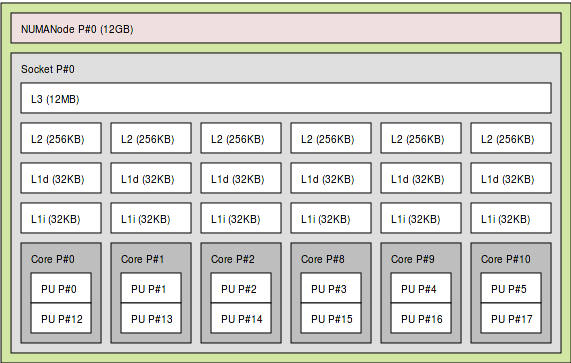 NUMANode P#0 (12GB)
Socket P#0
L3 (12MB)
L2 (256KB) L2 (256KB) L2 (256KB) L2 (256KB) L2 (256KB) L2 (256KB)
L1d (32KB) L1d (32KB) L1d (32KB) L1d (32KB) L1d (32KB) L1d (32KB)
L1i (32KB) L1i (32KB) L1i (32KB) L1i (32KB) L1i (32KB) L1i (32KB)
Core P#0 Core P#1 Core P#2 Core P#8 Core P#9 Core P#10
PU P#0 PU P#1 PU P#2 PU P#3 PU P#4 PU P#5
PU P#12 PU P#13 PU P#14 PU P#15 PU P#16 PU P#17